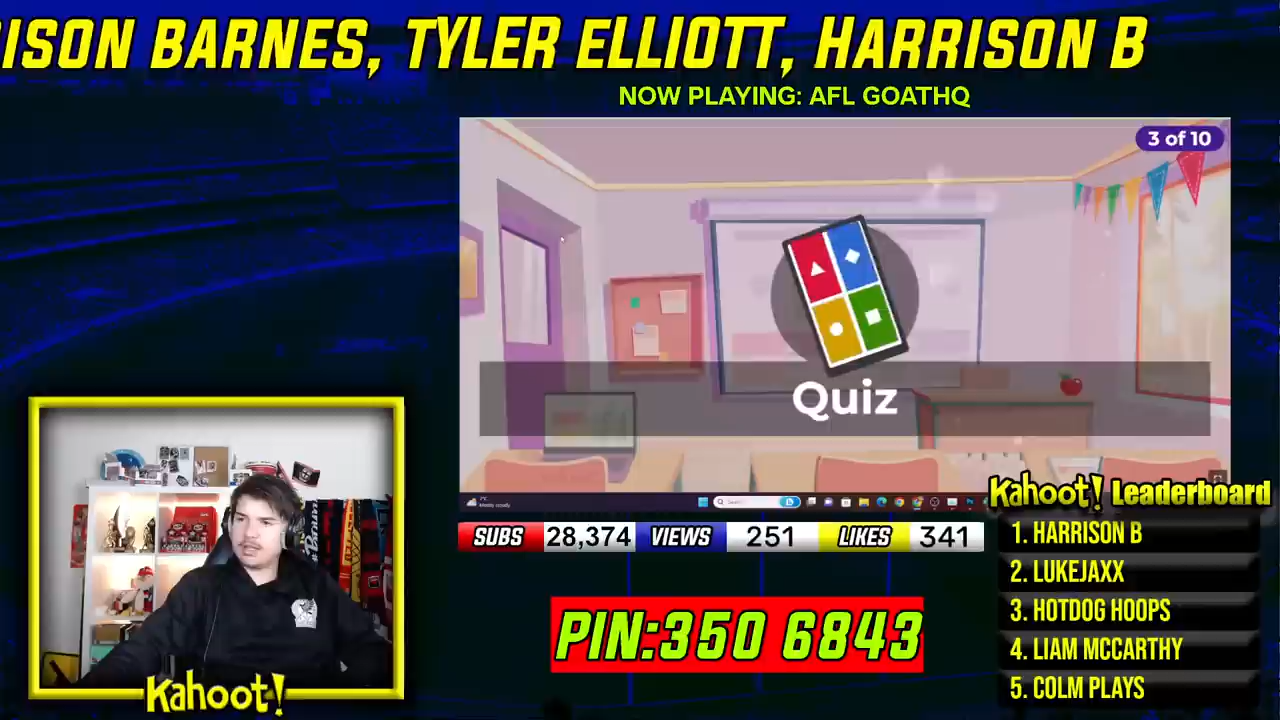 ISON BARNES, TYLER ELLIOTT, HARRISON B
NOW PLAYING: AFL GOATHQ
3 of 10
Quiz
Search
SUBS 28,374 VIEWS 251 LIKES 341
PIN:350 6843
Kahoot! Leaderboard
1. HARRISON B
2. LUKEJAXX
3. HOTDOG HOOPS
4. LIAM MCCARTHY
5. COLM PLAYS
Kahoot!